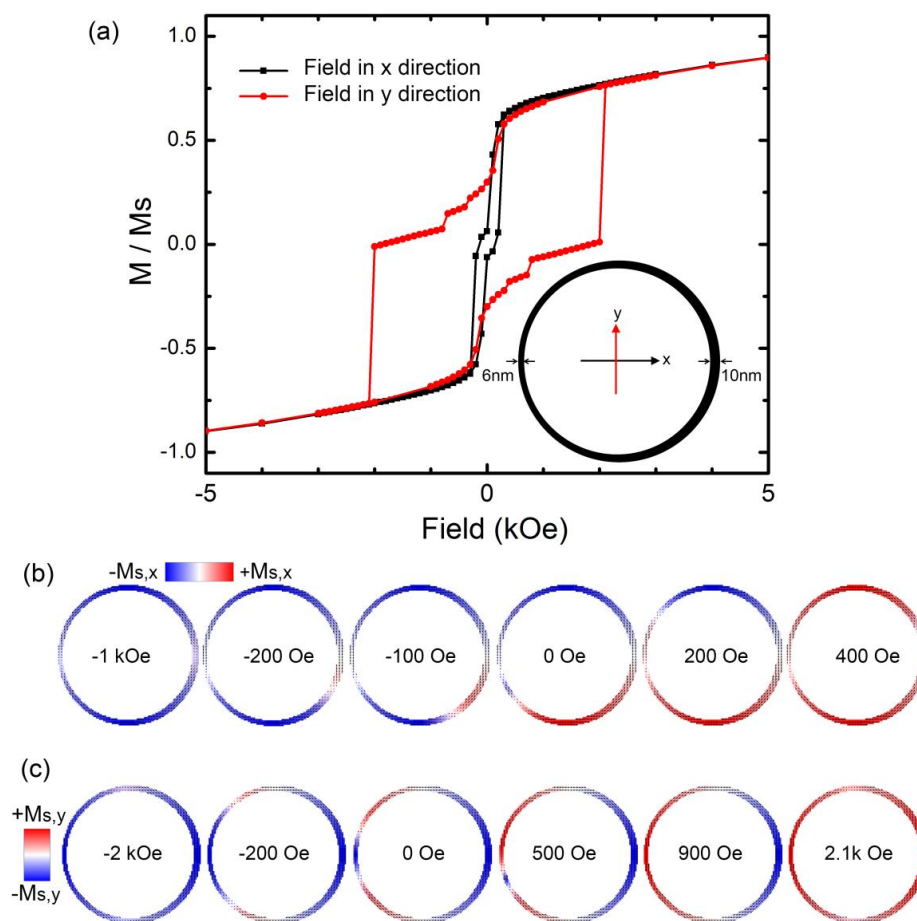 (a)
1.0
0.5
0.0
-0.5
-1.0
M / Ms
Field in x direction
Field in y direction
y
x
6nm
10nm
-5
0
5
Field (kOe)
(b)
-Ms,x
+Ms,x
-1 kOe
-200 Oe
-100 Oe
0 Oe
200 Oe
400 Oe
(c)
+Ms,y
-Ms,y
-2 kOe
-200 Oe
0 Oe
500 Oe
900 Oe
2.1k Oe